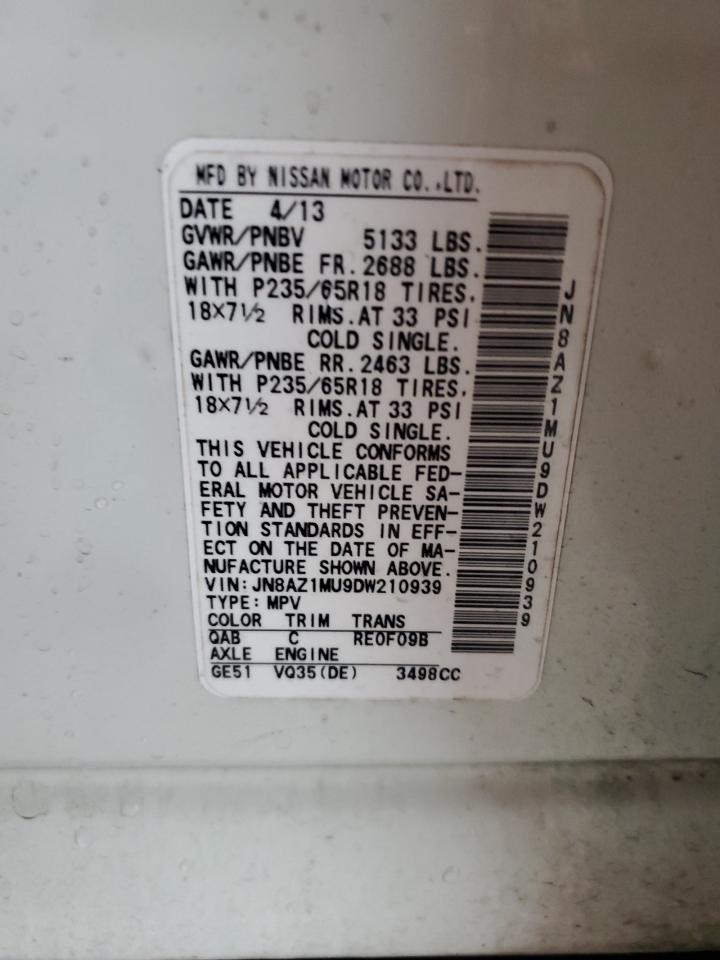 MFD BY NISSAN MOTOR CO.,LTD.
DATE 4/13
GVWR/PNBV 5133 LBS.
GAWR/PNBE FR. 2688 LBS.
WITH P235/65R18 TIRES,
18X7½ RIMS.AT 33 PSI
COLD SINGLE.
GAWR/PNBE RR. 2463 LBS.
WITH P235/65R18 TIRES,
18X7½ RIMS.AT 33 PSI
COLD SINGLE.
THIS VEHICLE CONFORMS
TO ALL APPLICABLE FED-
ERAL MOTOR VEHICLE SA-
FETY AND THEFT PREVEN-
TION STANDARDS IN EFF-
ECT ON THE DATE OF MA-
NUFACTURE SHOWN ABOVE.
VIN:JN8AZ1MU9DW210939
TYPE:MPV
COLOR TRIM TRANS
QAB C RE0F09B
AXLE ENGINE
GE51 VQ35(DE) 3498CC
JN8AZ1MU9DW210939